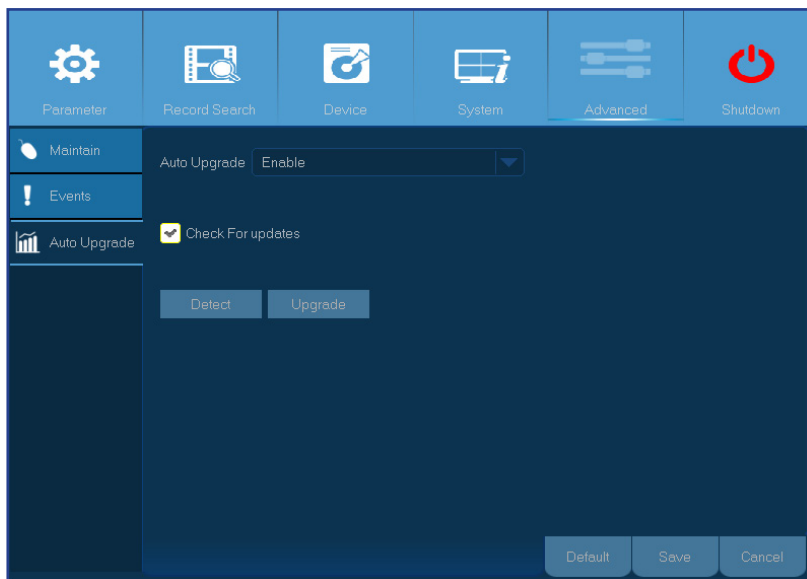 Parameter Record Search Device System Advanced Shutdown
Maintain
Auto Upgrade Enable
Events
Check For updates
Auto Upgrade
Detect Upgrade
Default Save Cancel